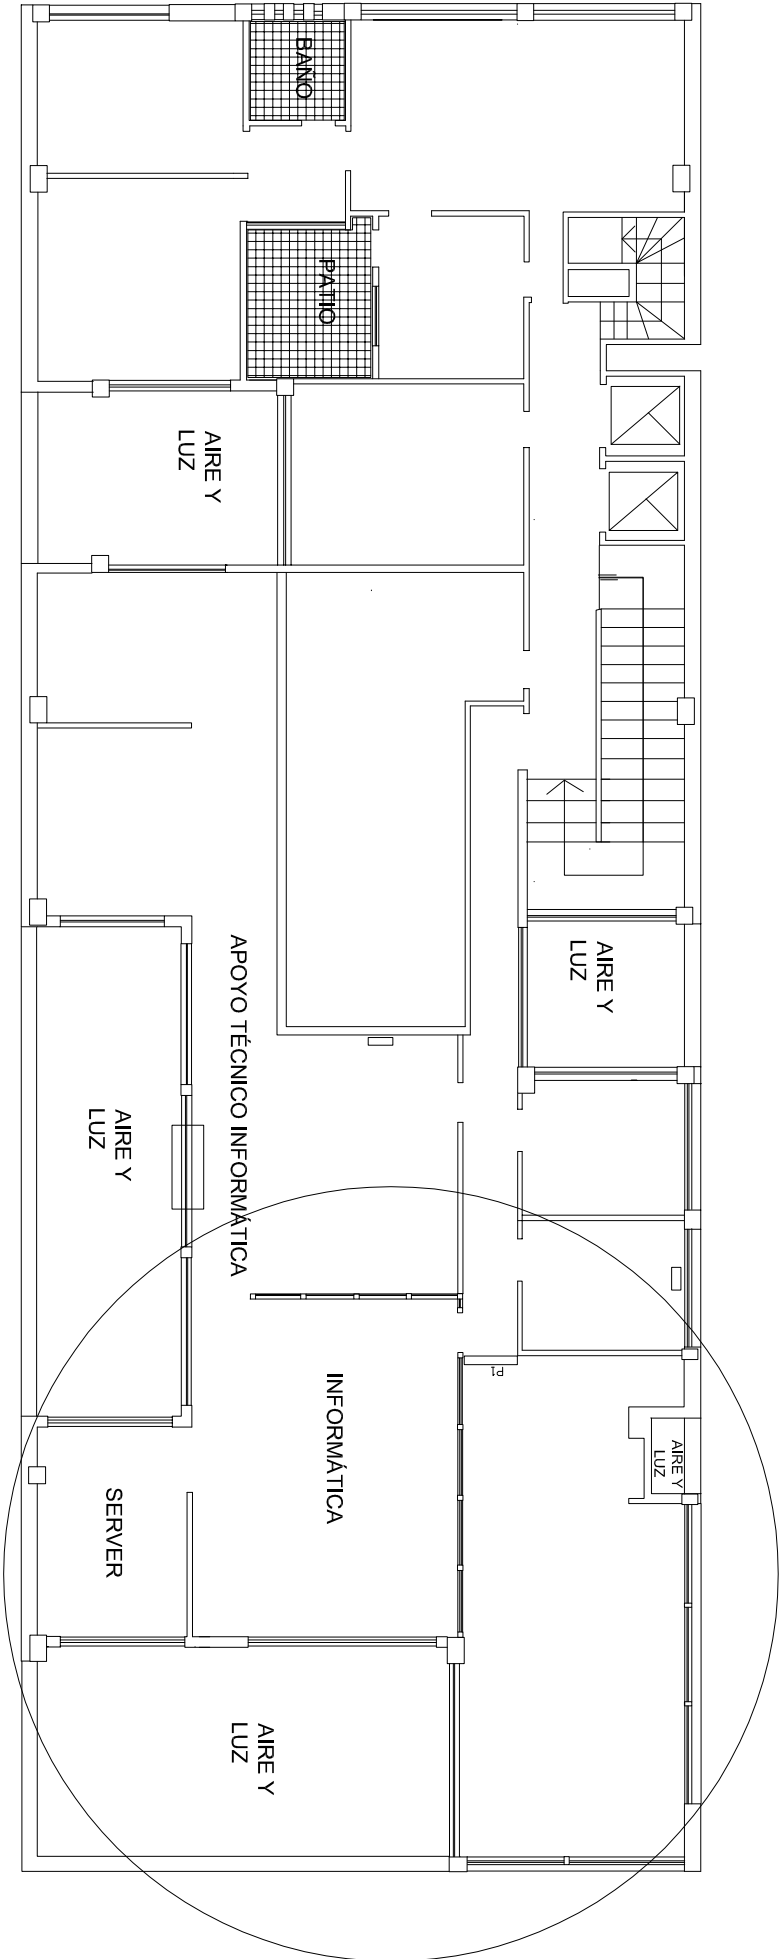 BAÑO
PATIO
AIRE Y
LUZ
AIRE Y
LUZ
APOYO TÉCNICO INFORMÁTICA
AIRE Y
LUZ
INFORMÁTICA
P1
AIRE Y
LUZ
SERVER
AIRE Y
LUZ